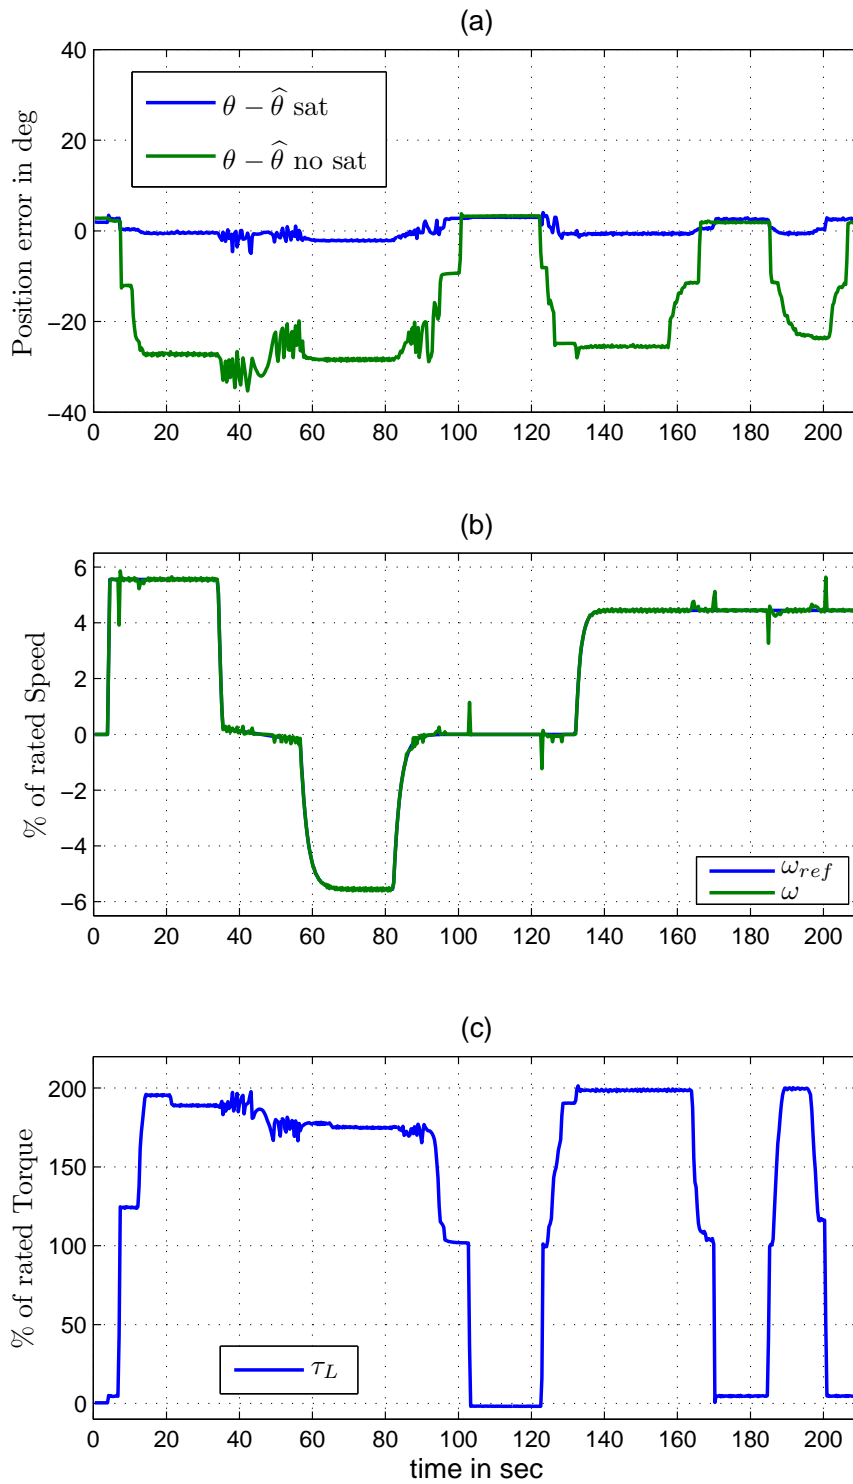 (a)
Position error in deg
40
20
0
−20
−40
θ − θ̂ sat
θ − θ̂ no sat
0 20 40 60 80 100 120 140 160 180 200
(b)
% of rated Speed
6
4
2
0
−2
−4
−6
ω_ref
ω
0 20 40 60 80 100 120 140 160 180 200
(c)
% of rated Torque
200
150
100
50
0
τ_L
0 20 40 60 80 100 120 140 160 180 200
time in sec